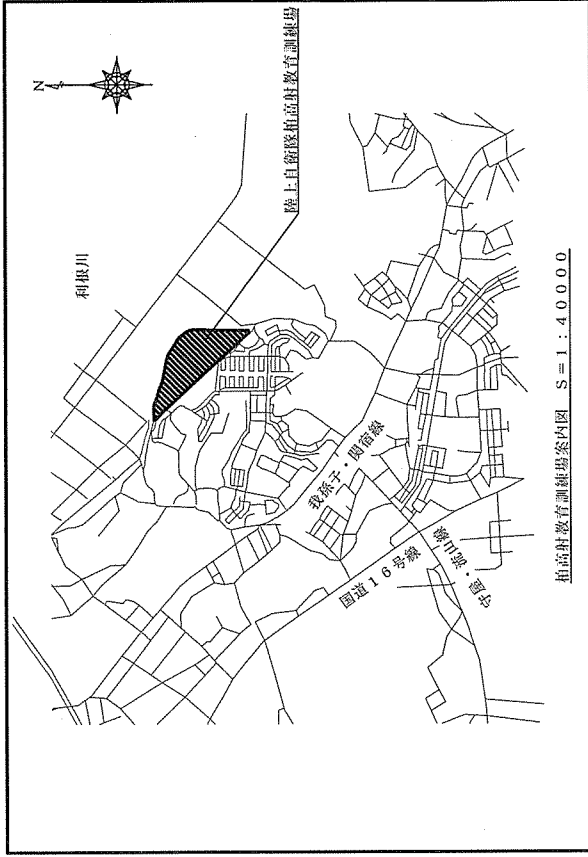 N
利根川
陸上自衛隊柏高射教育訓練場
我孫子・関宿線
国道16号線
守屋・流山線
柏高射教育訓練場案内図 S=1:40000